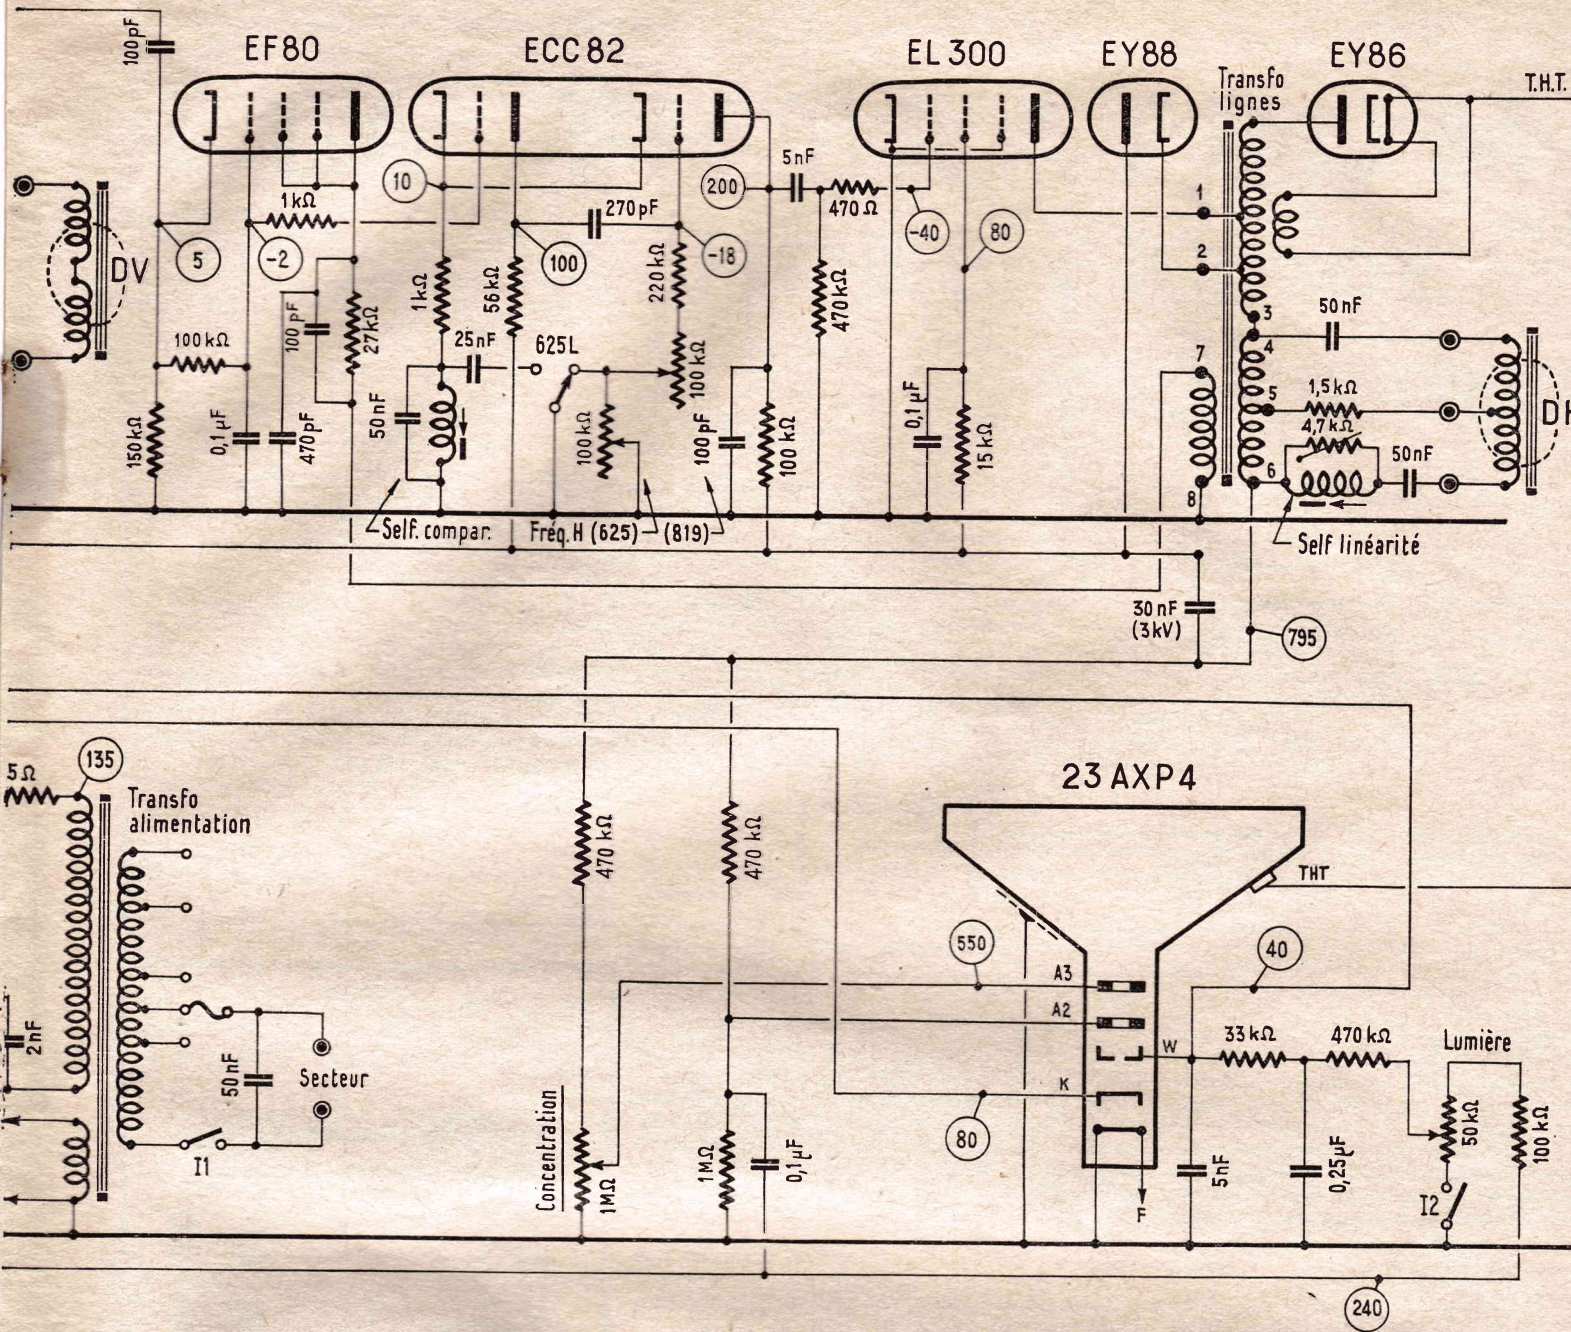 EF80
ECC82
EL300
EY88
EY86
Transfo
lignes
T.H.T.
100pF
5nF
10
200
1kΩ
270pF
470Ω
1
DV
5
-2
100
-18
-40
80
2
1kΩ
56kΩ
220kΩ
470kΩ
100pF
27kΩ
50nF
3
100kΩ
25nF
625L
4
7
100kΩ
1,5kΩ
5
4,7kΩ
DH
150kΩ
0,1µF
470pF
50nF
100kΩ
100pF
100kΩ
0,1µF
15kΩ
50nF
6
8
Self. compar.
Fréq.H (625)
(819)
Self linéarité
30nF
(3kV)
795
135
5Ω
Transfo
alimentation
23AXP4
470kΩ
470kΩ
THT
550
A3
40
A2
33kΩ
470kΩ
Lumière
W
2nF
50nF
Secteur
K
80
Concentration
1MΩ
1MΩ
0,1µF
5nF
0,25µF
50kΩ
100kΩ
I1
I2
F
240